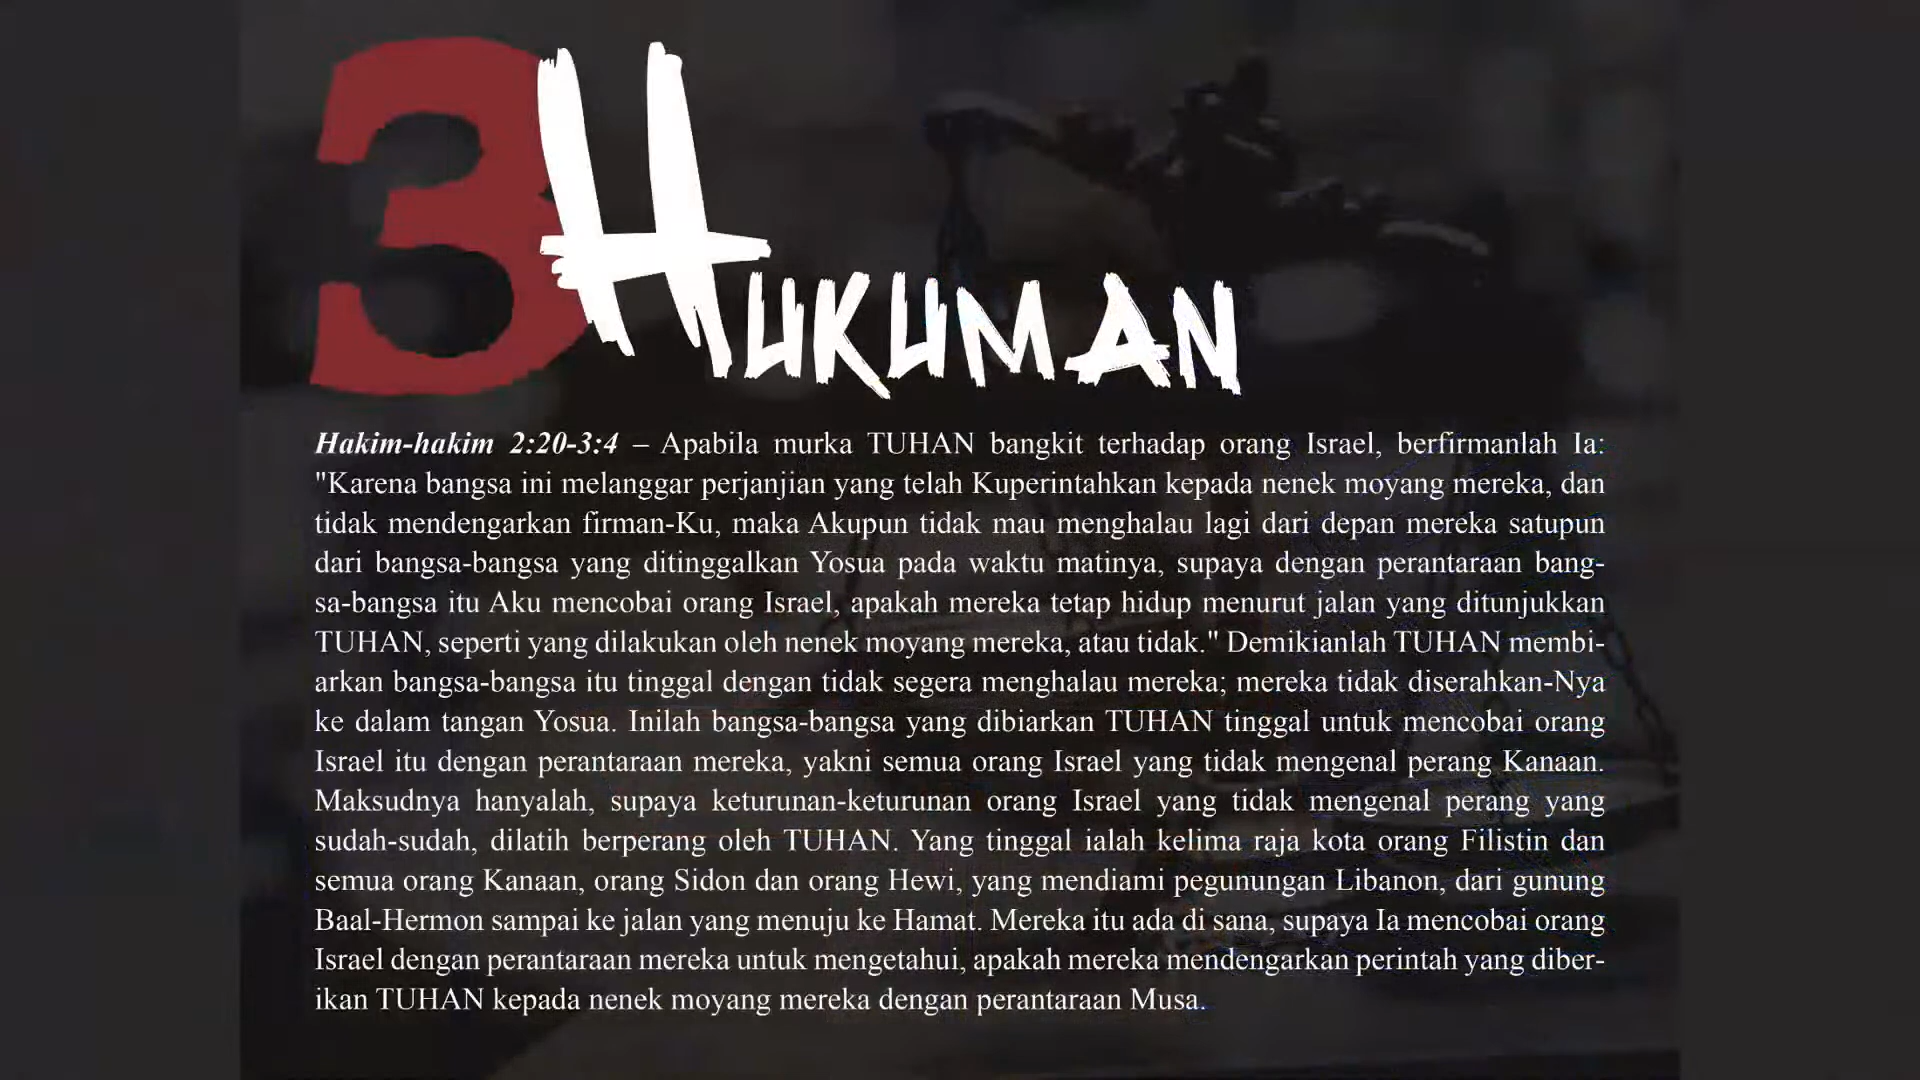 3 HUKUMAN
Hakim-hakim 2:20-3:4 – Apabila murka TUHAN bangkit terhadap orang Israel, berfirmanlah Ia:
"Karena bangsa ini melanggar perjanjian yang telah Kuperintahkan kepada nenek moyang mereka, dan
tidak mendengarkan firman-Ku, maka Akupun tidak mau menghalau lagi dari depan mereka satupun
dari bangsa-bangsa yang ditinggalkan Yosua pada waktu matinya, supaya dengan perantaraan bang-
sa-bangsa itu Aku mencobai orang Israel, apakah mereka tetap hidup menurut jalan yang ditunjukkan
TUHAN, seperti yang dilakukan oleh nenek moyang mereka, atau tidak." Demikianlah TUHAN membi-
arkan bangsa-bangsa itu tinggal dengan tidak segera menghalau mereka; mereka tidak diserahkan-Nya
ke dalam tangan Yosua. Inilah bangsa-bangsa yang dibiarkan TUHAN tinggal untuk mencobai orang
Israel itu dengan perantaraan mereka, yakni semua orang Israel yang tidak mengenal perang Kanaan.
Maksudnya hanyalah, supaya keturunan-keturunan orang Israel yang tidak mengenal perang yang
sudah-sudah, dilatih berperang oleh TUHAN. Yang tinggal ialah kelima raja kota orang Filistin dan
semua orang Kanaan, orang Sidon dan orang Hewi, yang mendiami pegunungan Libanon, dari gunung
Baal-Hermon sampai ke jalan yang menuju ke Hamat. Mereka itu ada di sana, supaya Ia mencobai orang
Israel dengan perantaraan mereka untuk mengetahui, apakah mereka mendengarkan perintah yang diber-
ikan TUHAN kepada nenek moyang mereka dengan perantaraan Musa.